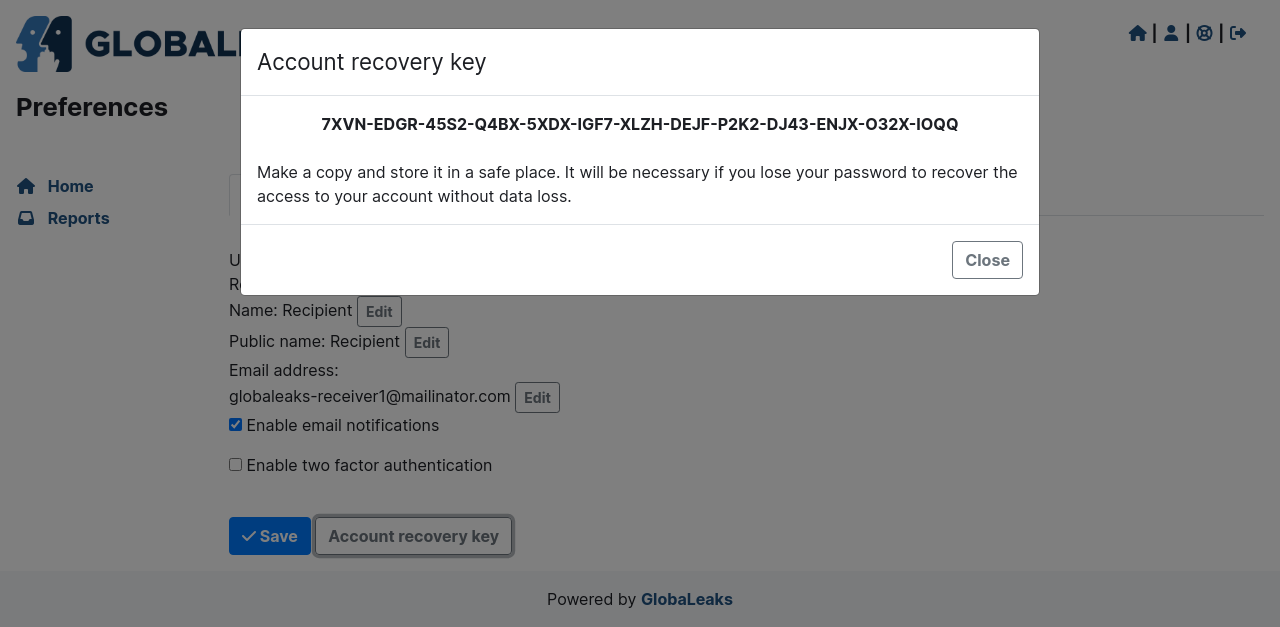 GLOBAL
| | |
Account recovery key
Preferences
7XVN-EDGR-45S2-Q4BX-5XDX-IGF7-XLZH-DEJF-P2K2-DJ43-ENJX-O32X-IOQQ
Make a copy and store it in a safe place. It will be necessary if you lose your password to recover the
access to your account without data loss.
Home
Reports
Close
Name: Recipient Edit
Public name: Recipient Edit
Email address:
globaleaks-receiver1@mailinator.com Edit
Enable email notifications
Enable two factor authentication
Save Account recovery key
Powered by GlobaLeaks